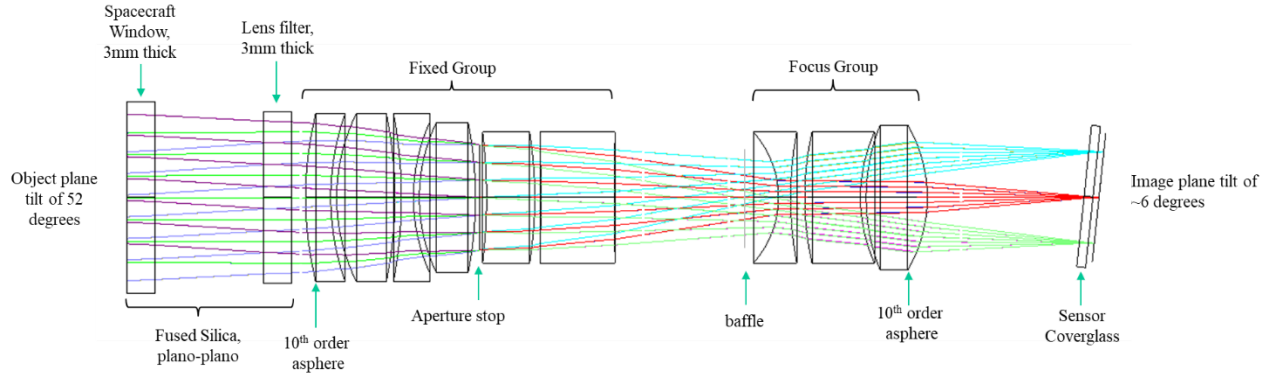 Spacecraft
Window,
3mm thick
Lens filter,
3mm thick
Fixed Group
Focus Group
Object plane
tilt of 52
degrees
Image plane tilt of
~6 degrees
Fused Silica,
plano-plano
10th order
asphere
Aperture stop
baffle
10th order
asphere
Sensor
Coverglass